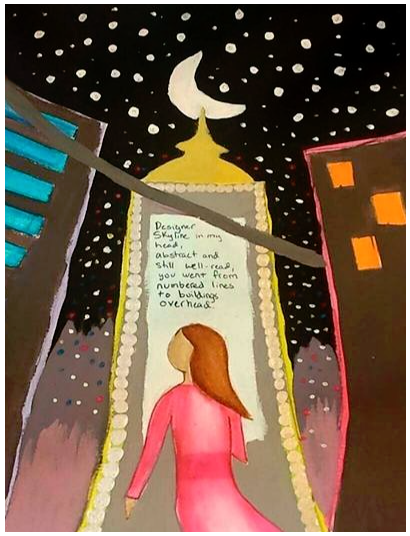 Designer
Skyline in my
head,
abstract and
still well-read,
you went from
numbered lines
to buildings
overhead.